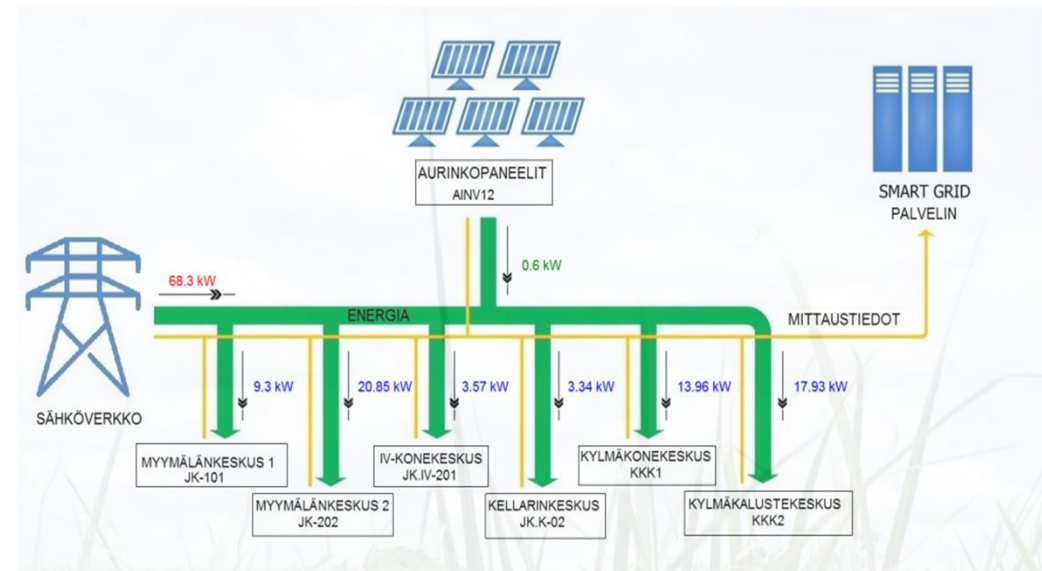 AURINKOPANEELIT
AINV12
SMART GRID
PALVELIN
0.6 kW
68.3 kW
ENERGIA
MITTAUSTIEDOT
9.3 kW
20.85 kW
3.57 kW
3.34 kW
13.96 kW
17.93 kW
SÄHKÖVERKKO
MYYMÄLÄNKESKUS 1
JK-101
MYYMÄLÄNKESKUS 2
JK-202
IV-KONEKESKUS
JK.IV-201
KELLARINKESKUS
JK.K-02
KYLMÄKONEKESKUS
KKK1
KYLMÄKALUSTEKESKUS
KKK2